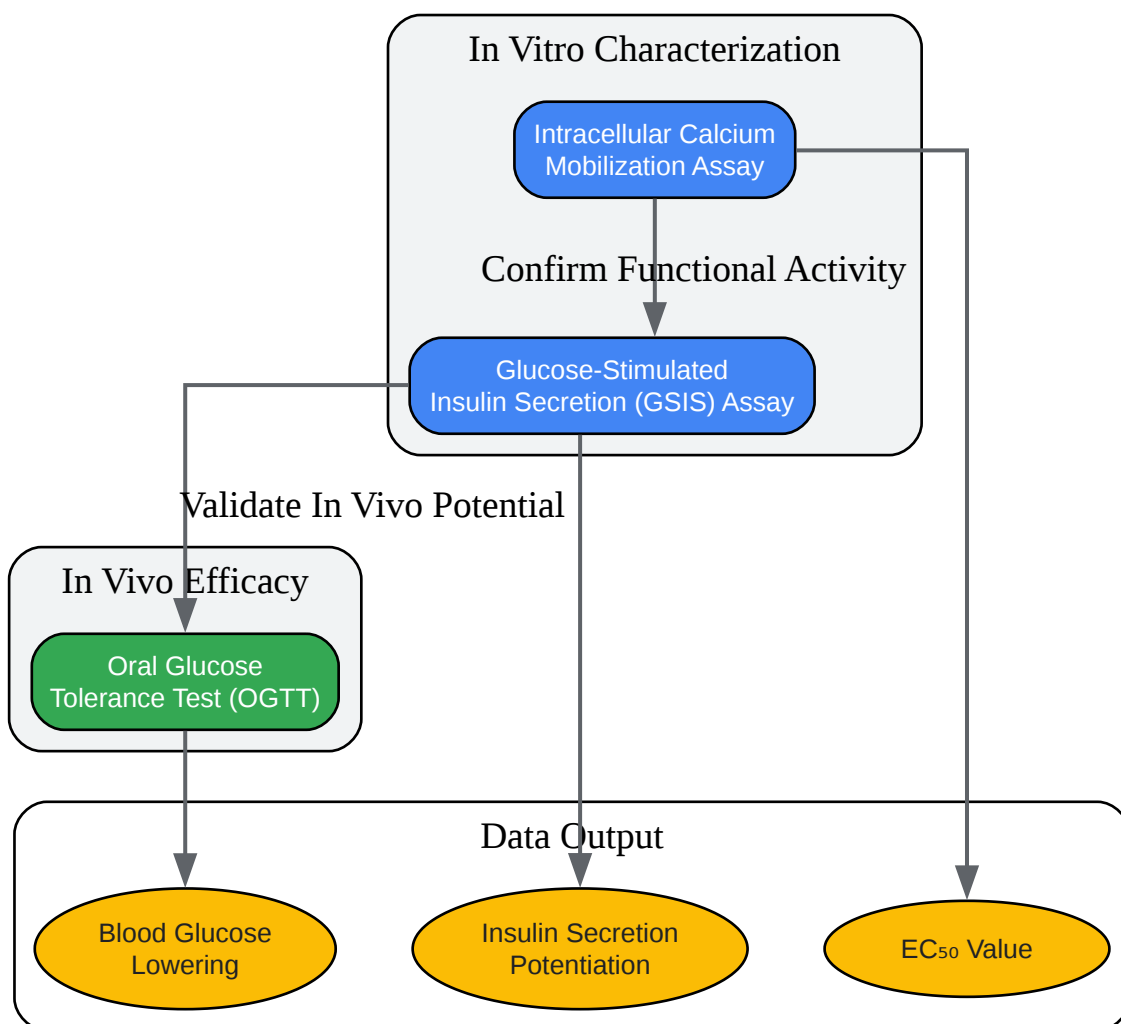 In Vitro Characterization
Intracellular Calcium
Mobilization Assay
Confirm Functional Activity
Glucose-Stimulated
Insulin Secretion (GSIS) Assay
Validate In Vivo Potential
In Vivo Efficacy
Oral Glucose
Tolerance Test (OGTT)
Data Output
Blood Glucose
Lowering
Insulin Secretion
Potentiation
EC₅₀ Value